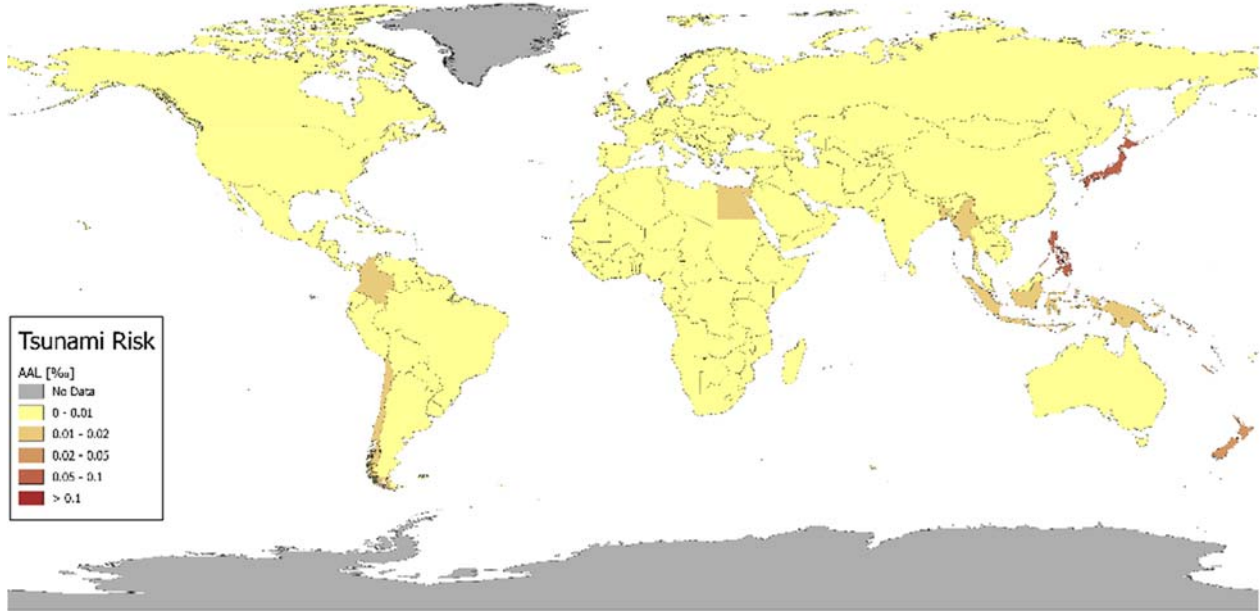 Tsunami Risk
AAL [‰]
No Data
0 - 0.01
0.01 - 0.02
0.02 - 0.05
0.05 - 0.1
> 0.1